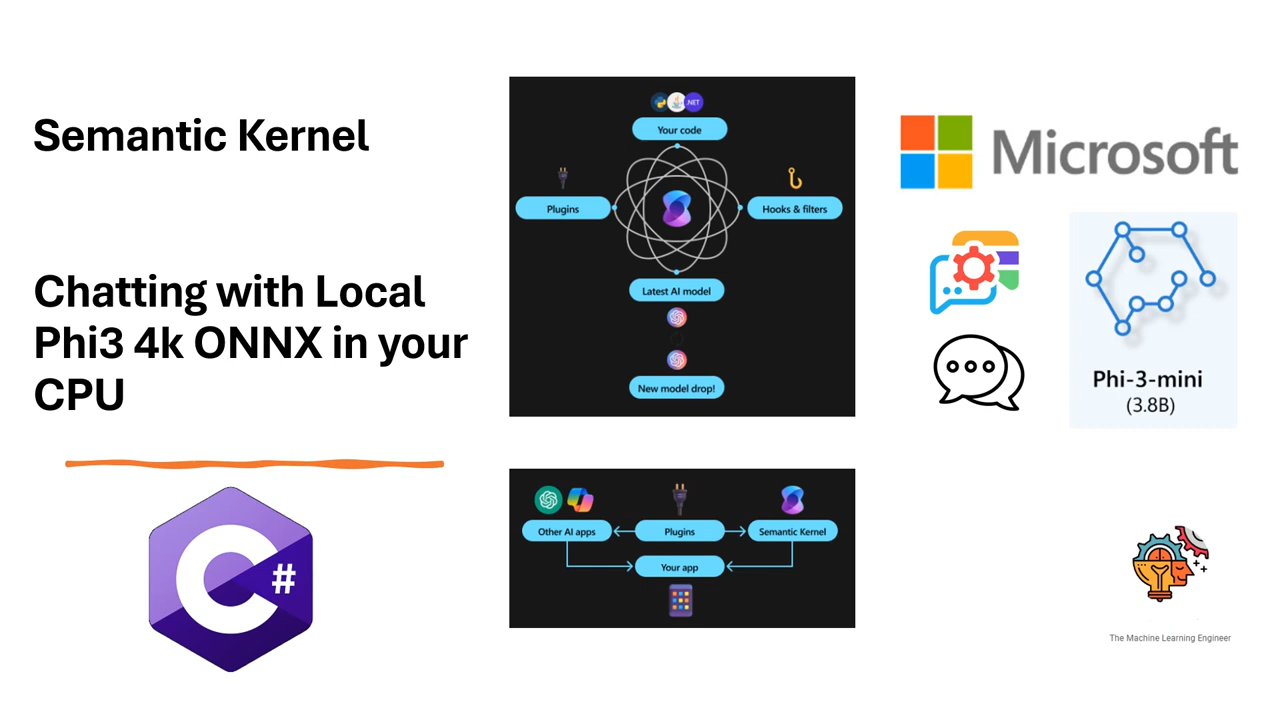 Semantic Kernel
Chatting with Local
Phi3 4k ONNX in your
CPU
C#
.NET
Your code
Plugins
Hooks & filters
Latest AI model
New model drop!
Other AI apps
Plugins
Semantic Kernel
Your app
Microsoft
Phi-3-mini
(3.8B)
The Machine Learning Engineer